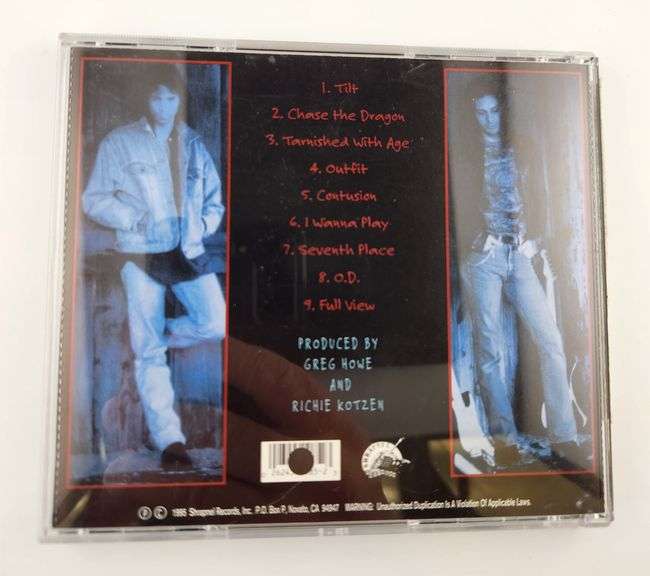 1. Tilt
2. Chase the Dragon
3. Tarnished With Age
4. Outfit
5. Contusion
6. I Wanna Play
7. Seventh Place
8. O.D.
9. Full View
PRODUCED BY
GREG HOWE
AND
RICHIE KOTZEN
℗ © 1995 Shrapnel Records, Inc. P.O. Box P, Novato, CA 94947 WARNING: Unauthorized Duplication Is A Violation Of Applicable Laws.